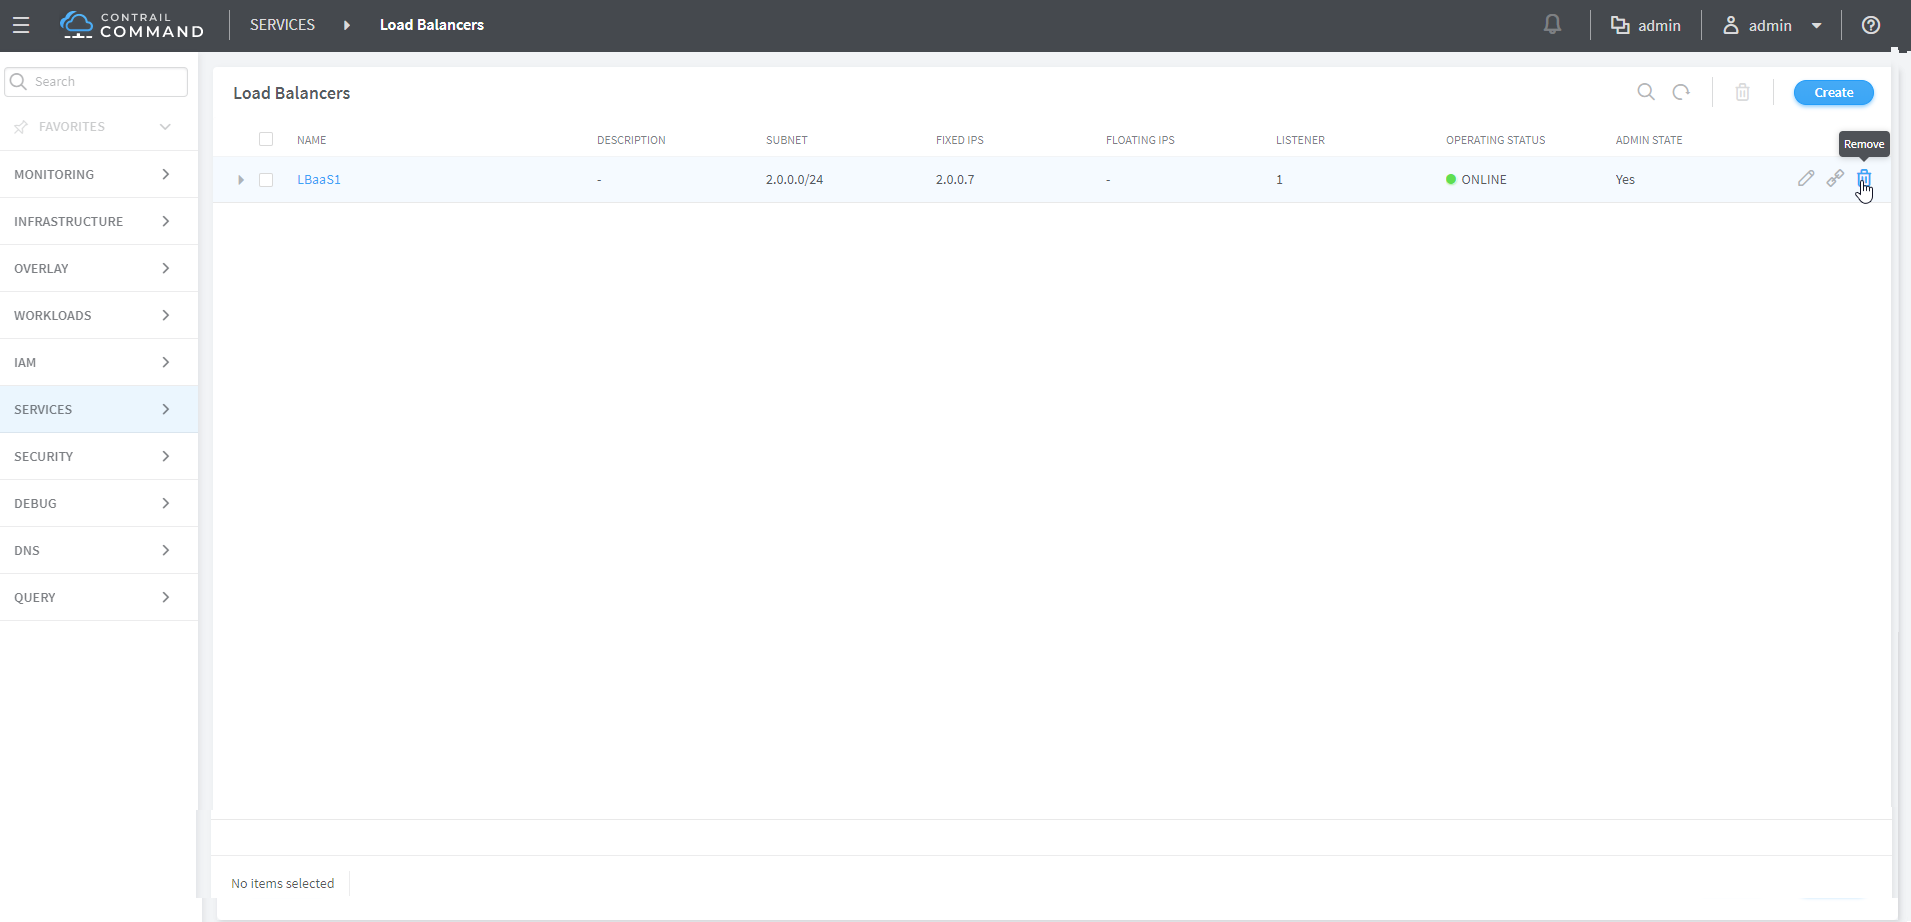 CONTRAIL
COMMAND
SERVICES
Load Balancers
admin
admin
Search
FAVORITES
MONITORING
INFRASTRUCTURE
OVERLAY
WORKLOADS
IAM
SERVICES
SECURITY
DEBUG
DNS
QUERY
Load Balancers
Create
NAME DESCRIPTION SUBNET FIXED IPS FLOATING IPS LISTENER OPERATING STATUS ADMIN STATE
Remove
LBaaS1 - 2.0.0.0/24 2.0.0.7 - 1 ONLINE Yes
No items selected